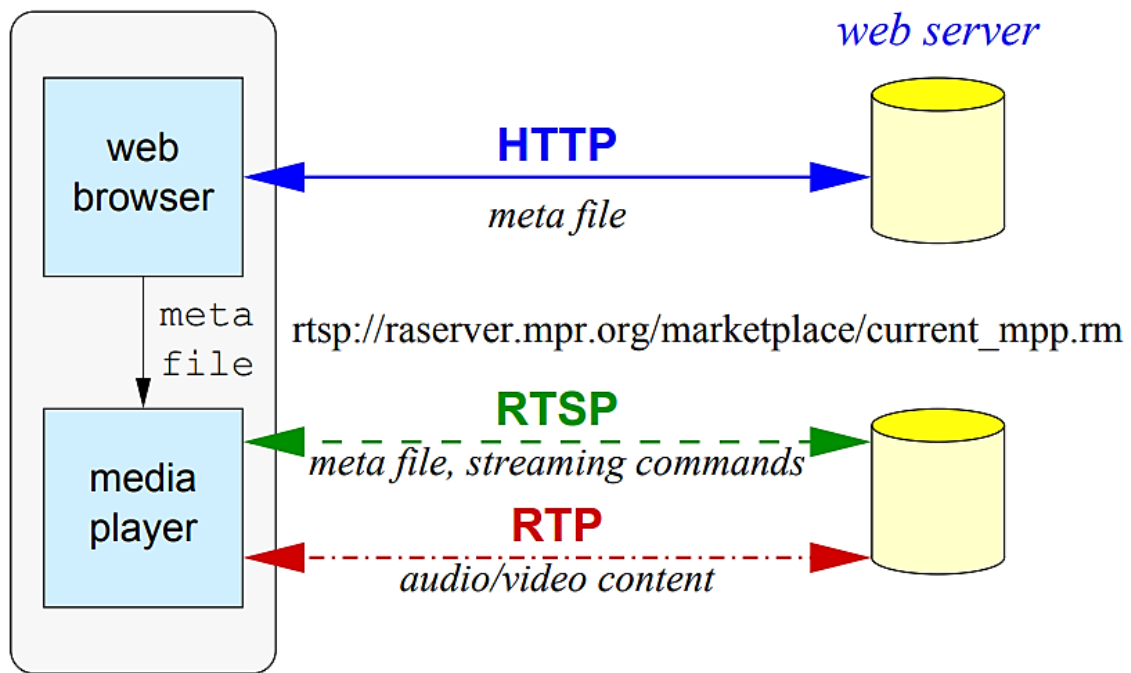 web server
web
browser
HTTP
meta file
meta
file
rtsp://raserver.mpr.org/marketplace/current_mpp.rm
RTSP
meta file, streaming commands
media
player
RTP
audio/video content